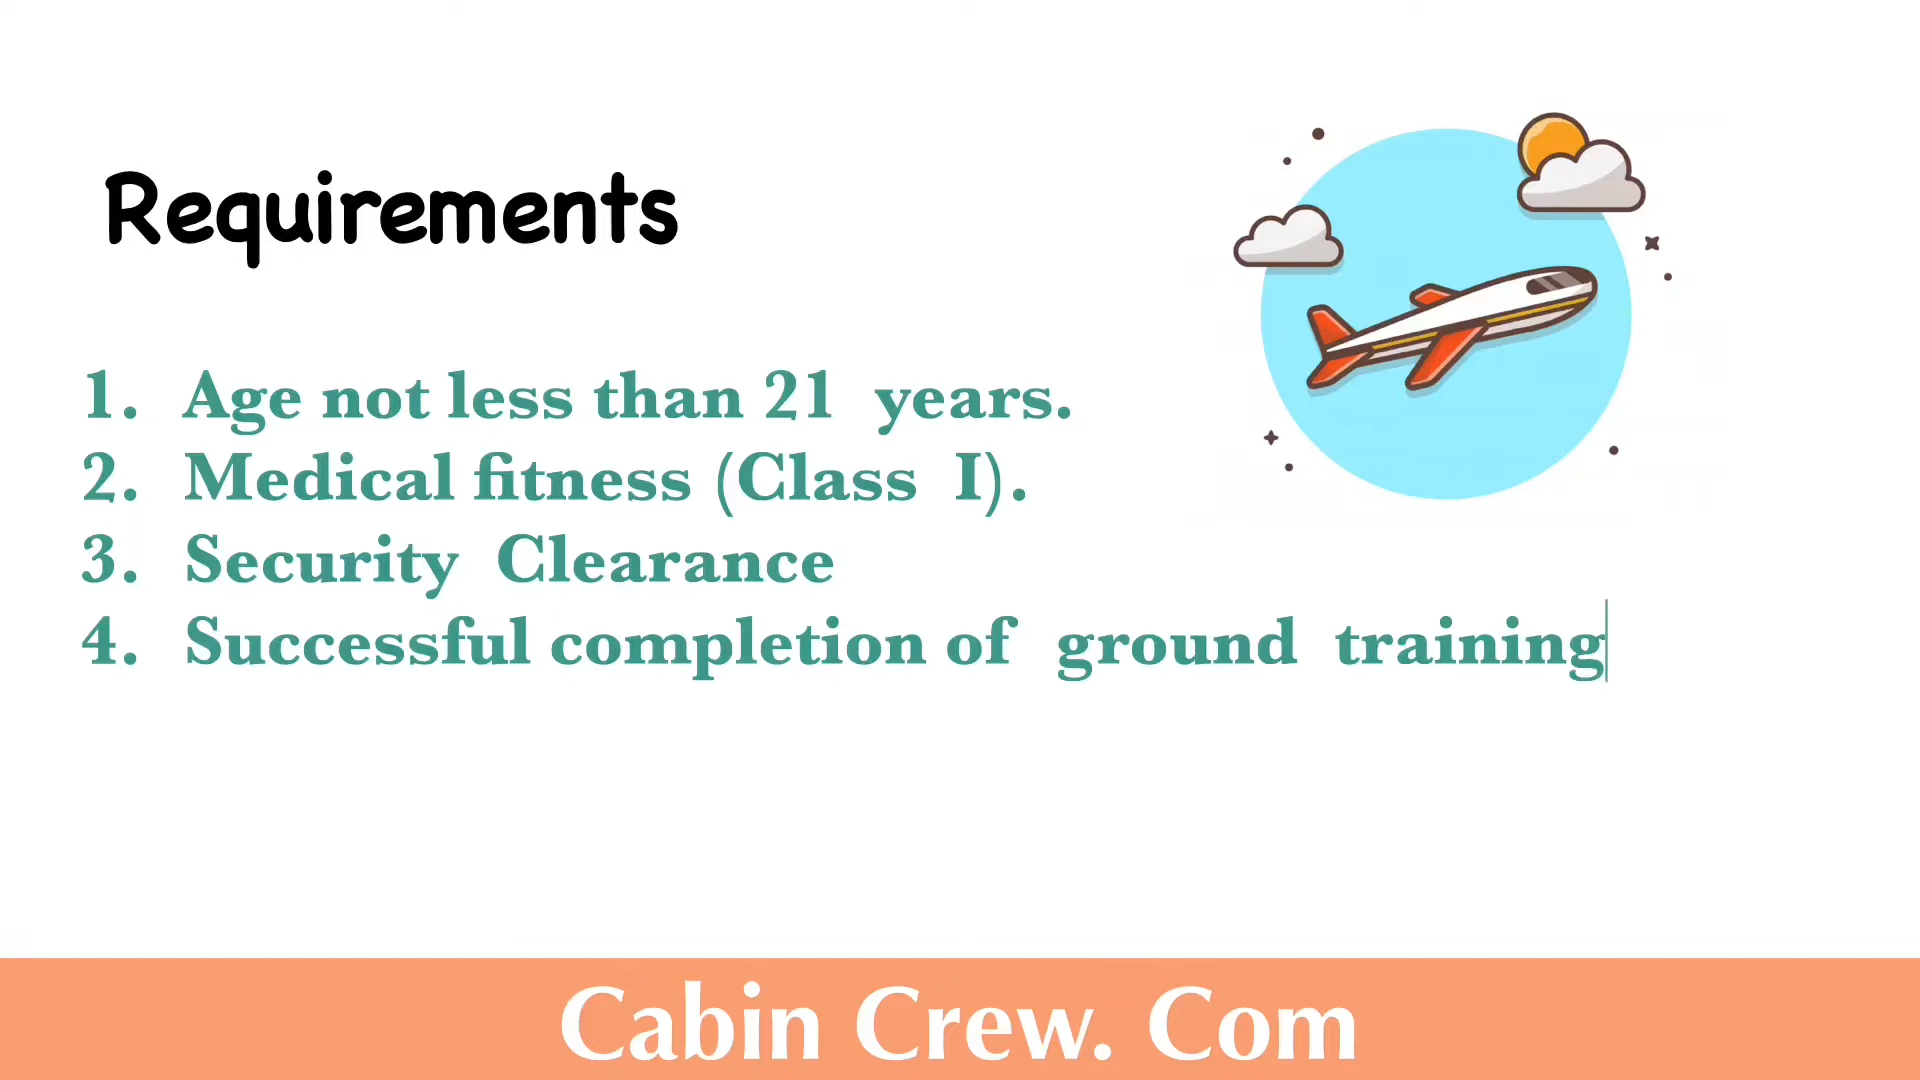 Requirements
1. Age not less than 21 years.
2. Medical fitness (Class I).
3. Security Clearance
4. Successful completion of ground training
Cabin Crew. Com